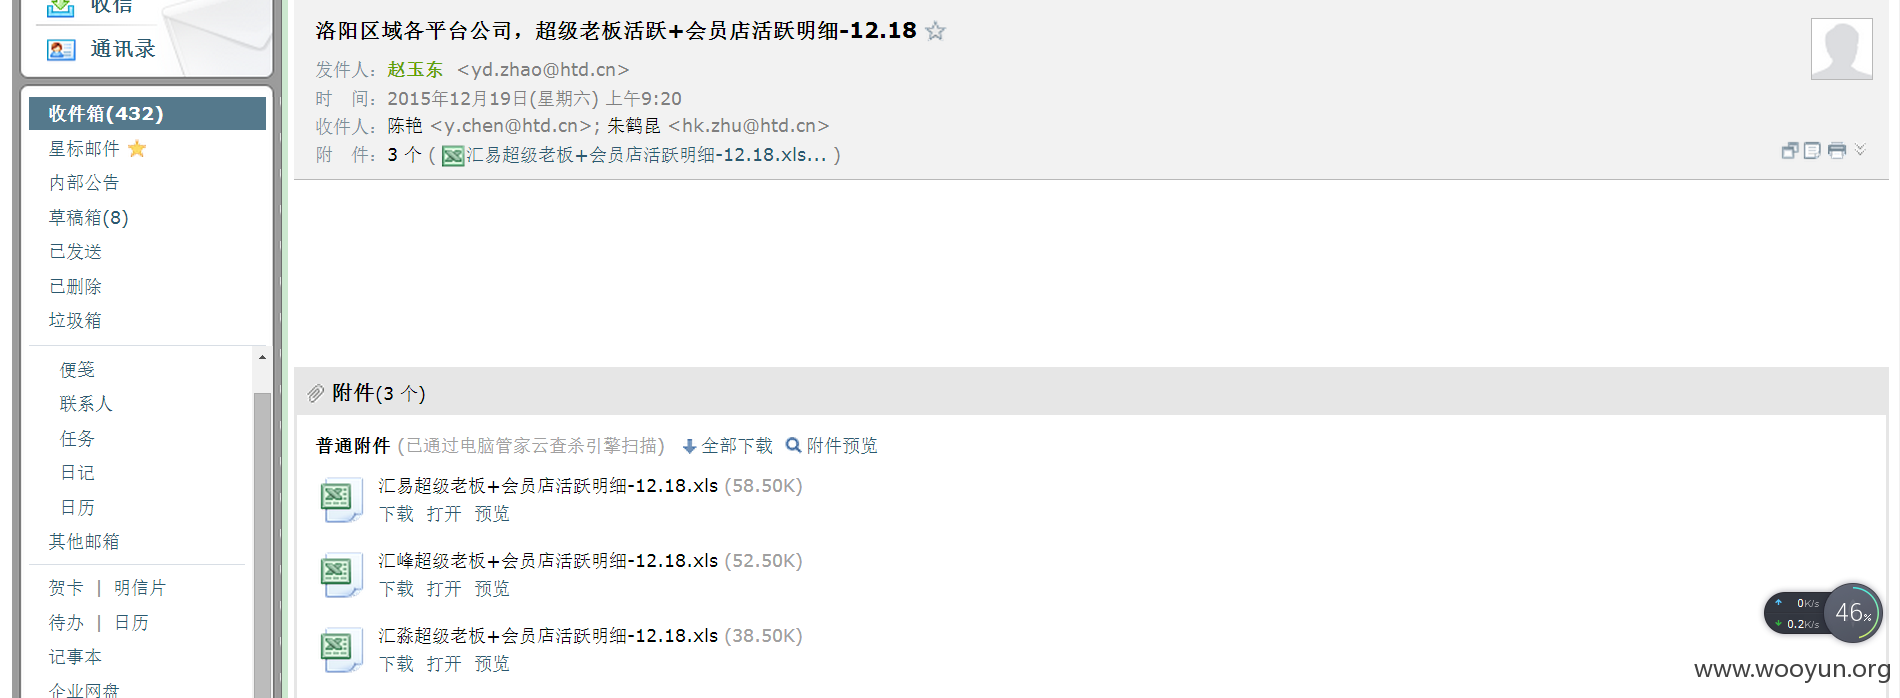 收信
通讯录
收件箱(432)
星标邮件
内部公告
草稿箱(8)
已发送
已删除
垃圾箱
便笺
联系人
任务
日记
日历
其他邮箱
贺卡 | 明信片
待办 | 日历
记事本
企业网盘
洛阳区域各平台公司，超级老板活跃+会员店活跃明细-12.18
发件人：赵玉东 <yd.zhao@htd.cn>
时 间：2015年12月19日(星期六) 上午9:20
收件人：陈艳 <y.chen@htd.cn>; 朱鹤昆 <hk.zhu@htd.cn>
附 件：3 个 ( 汇易超级老板+会员店活跃明细-12.18.xls... )
附件(3 个)
普通附件 (已通过电脑管家云查杀引擎扫描) 全部下载 附件预览
汇易超级老板+会员店活跃明细-12.18.xls (58.50K)
下载 打开 预览
汇峰超级老板+会员店活跃明细-12.18.xls (52.50K)
下载 打开 预览
汇淼超级老板+会员店活跃明细-12.18.xls (38.50K)
下载 打开 预览
0K/s
0.2K/s
46%
www.wooyun.org